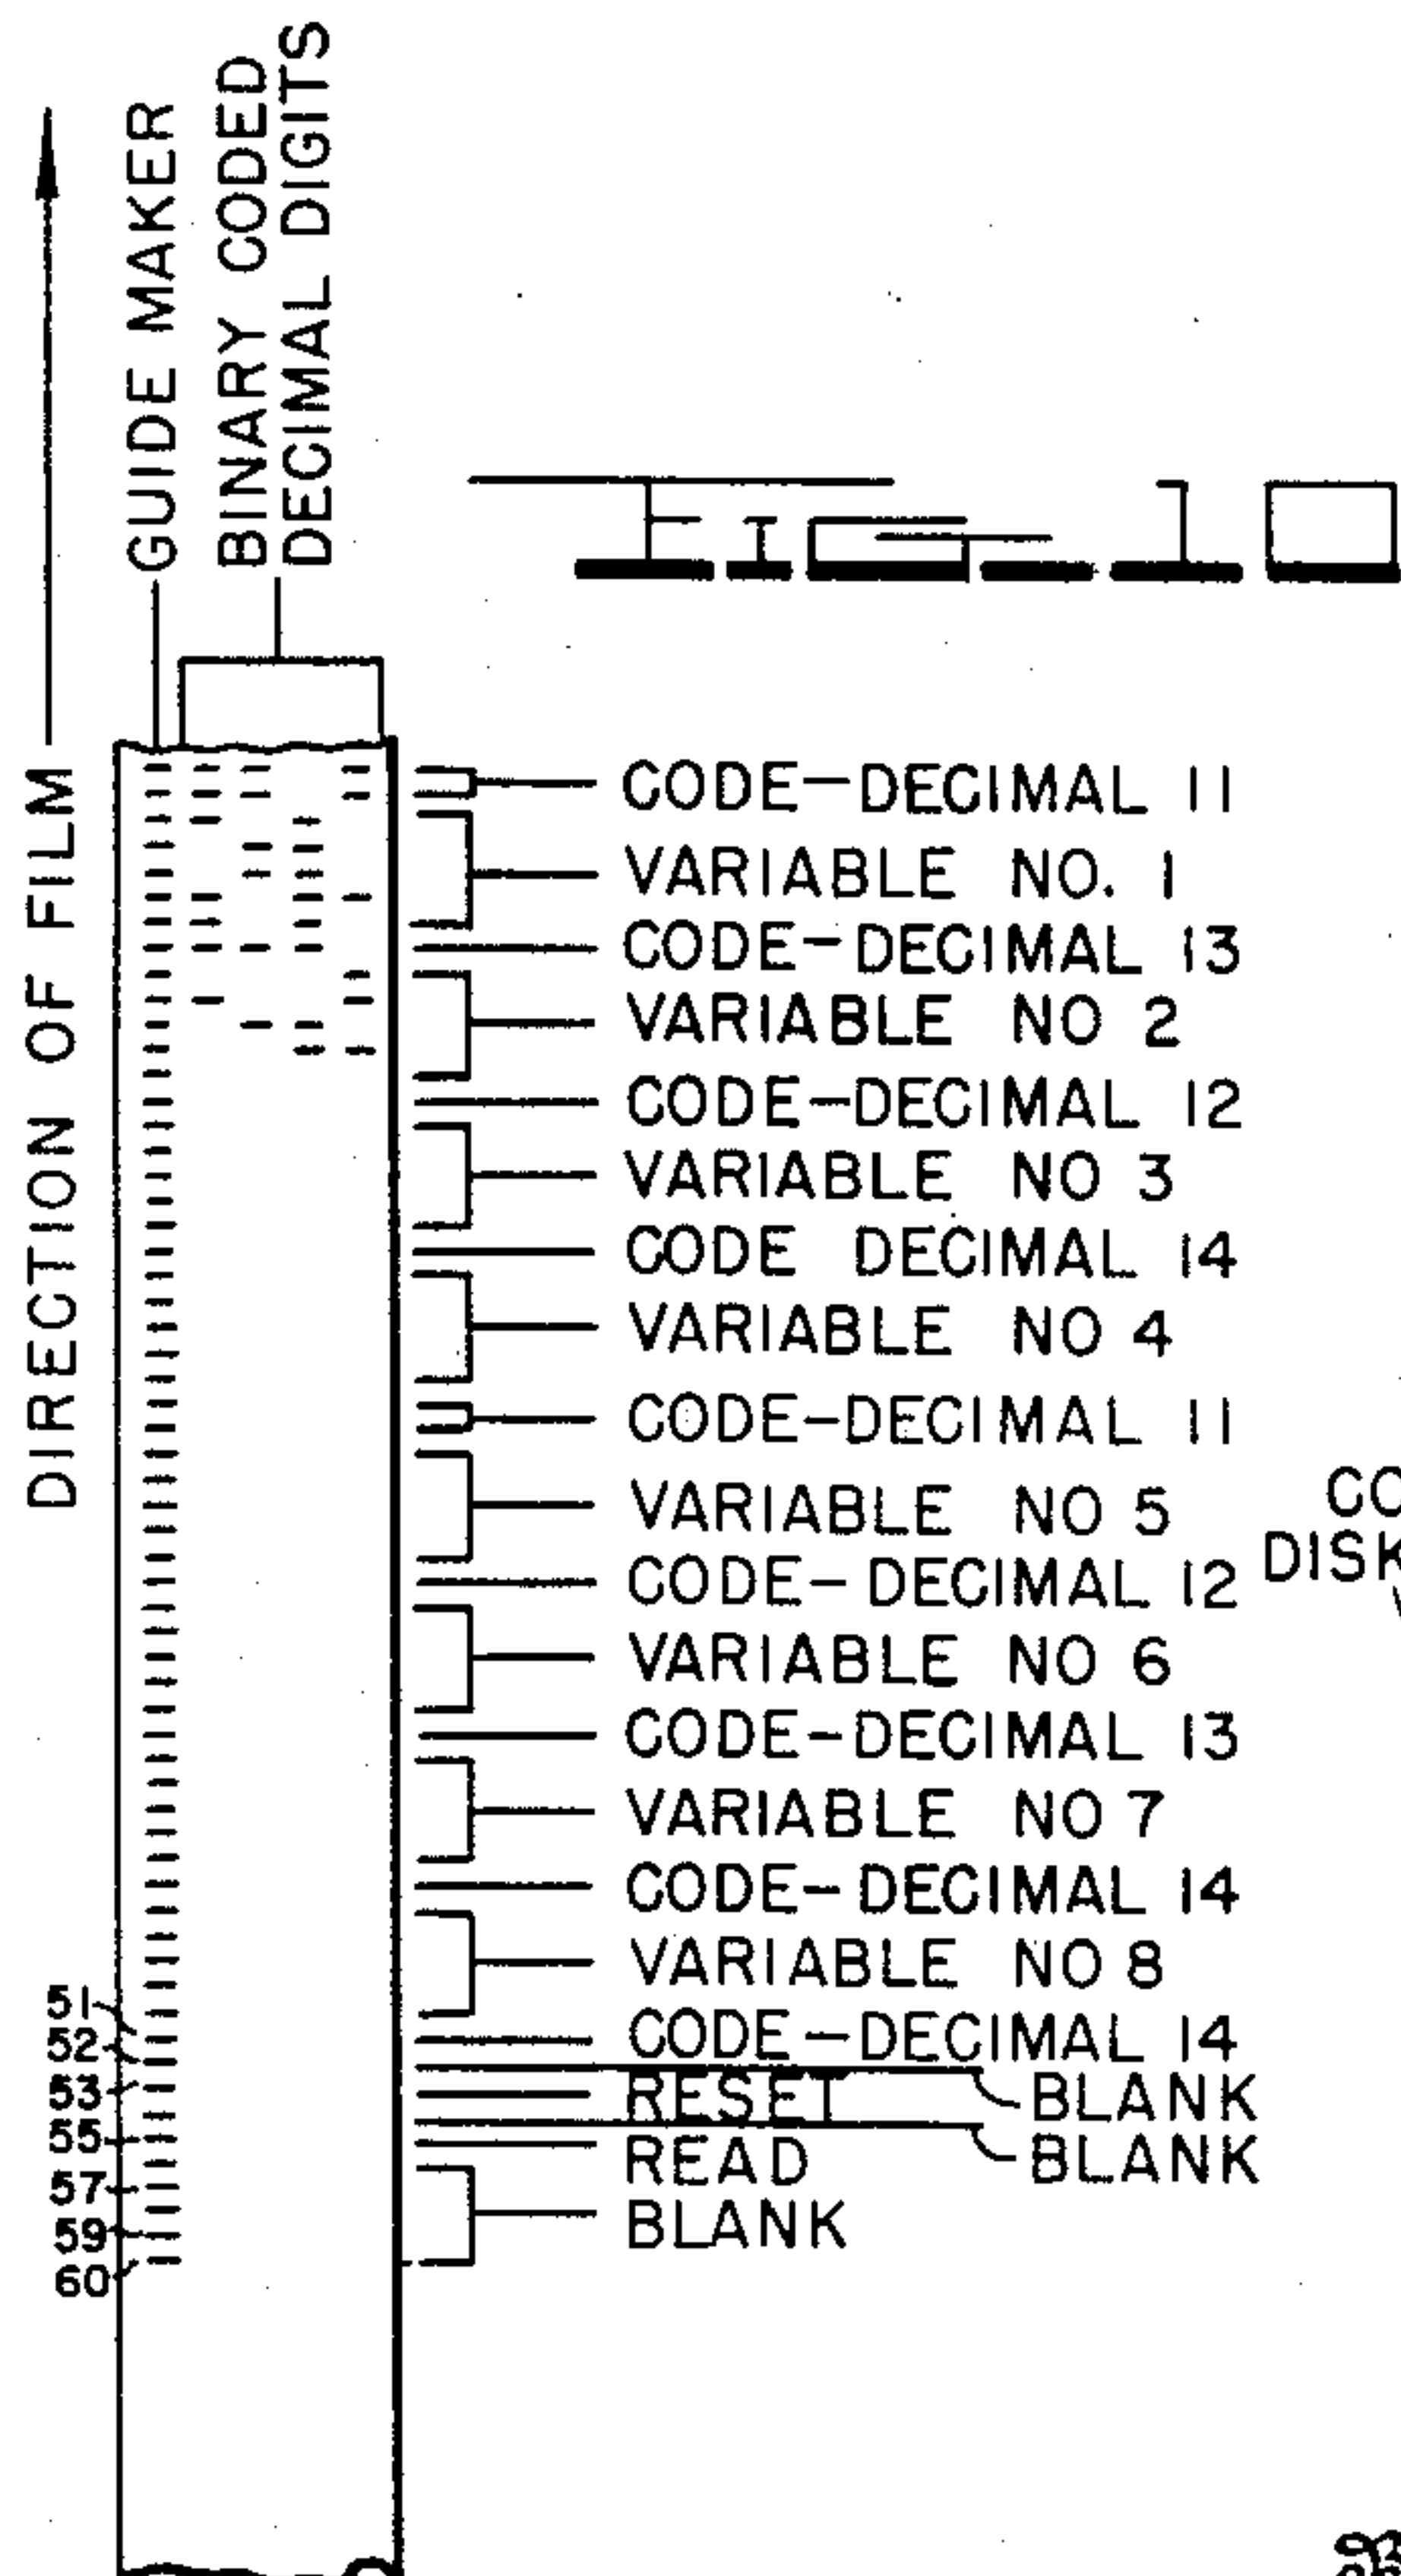 DIRECTION OF FILM
GUIDE MAKER
BINARY CODED
DECIMAL DIGITS
CODE-DECIMAL 11
VARIABLE NO. 1
CODE-DECIMAL 13
VARIABLE NO 2
CODE-DECIMAL 12
VARIABLE NO 3
CODE DECIMAL 14
VARIABLE NO 4
CODE-DECIMAL 11
VARIABLE NO 5
CO
DISK
CODE-DECIMAL 12
VARIABLE NO 6
CODE-DECIMAL 13
VARIABLE NO 7
CODE-DECIMAL 14
VARIABLE NO 8
51
CODE-DECIMAL 14
52
RESET BLANK
53
READ BLANK
55
BLANK
57
59
60